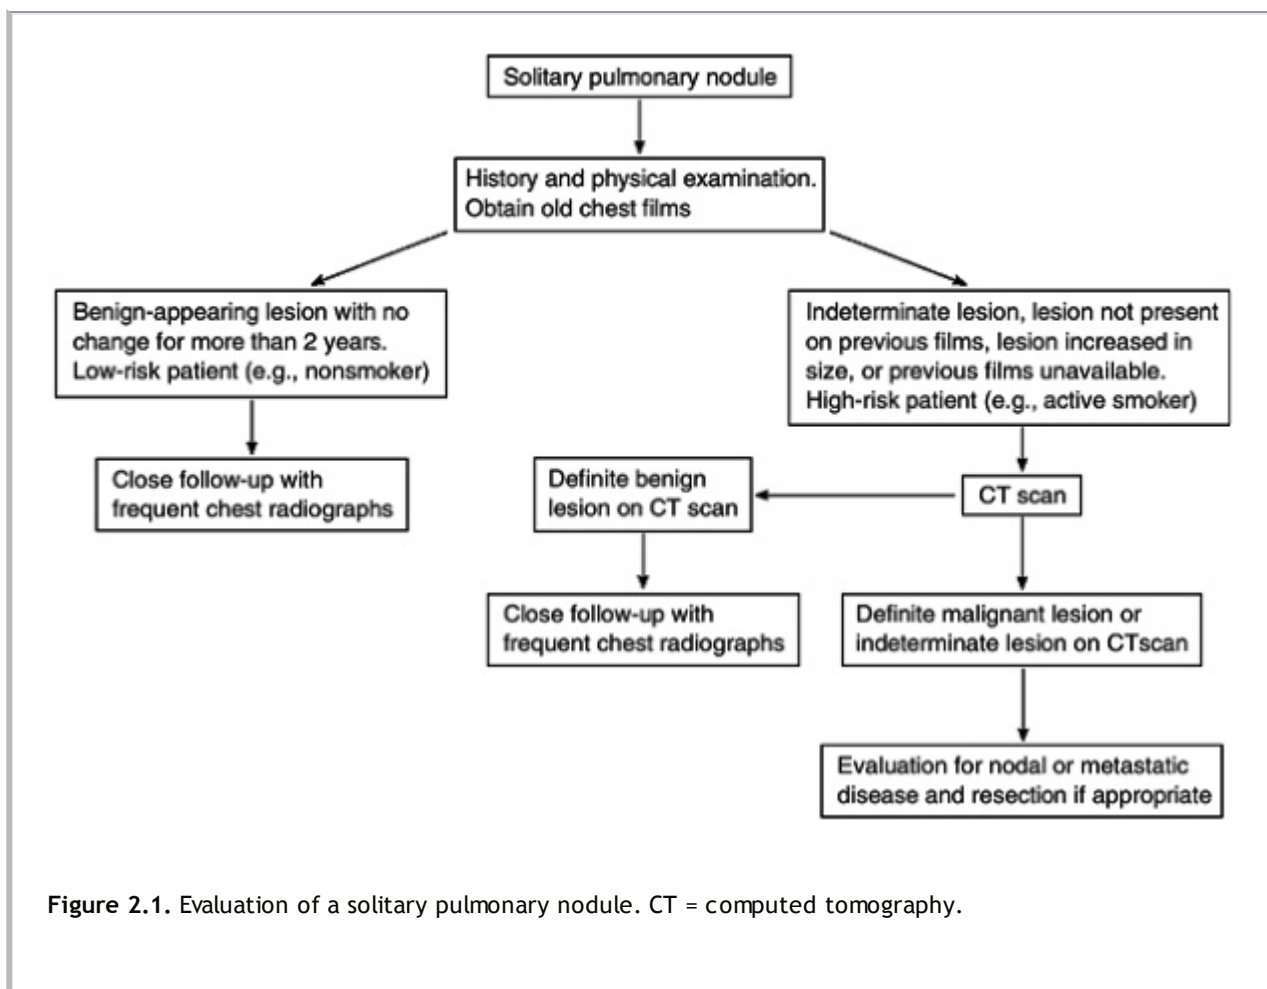 Solitary pulmonary nodule
History and physical examination.
Obtain old chest films
Benign-appearing lesion with no
change for more than 2 years.
Low-risk patient (e.g., nonsmoker)
Indeterminate lesion, lesion not present
on previous films, lesion increased in
size, or previous films unavailable.
High-risk patient (e.g., active smoker)
Close follow-up with
frequent chest radiographs
Definite benign
lesion on CT scan
CT scan
Close follow-up with
frequent chest radiographs
Definite malignant lesion or
indeterminate lesion on CTscan
Evaluation for nodal or metastatic
disease and resection if appropriate
Figure 2.1. Evaluation of a solitary pulmonary nodule. CT = computed tomography.